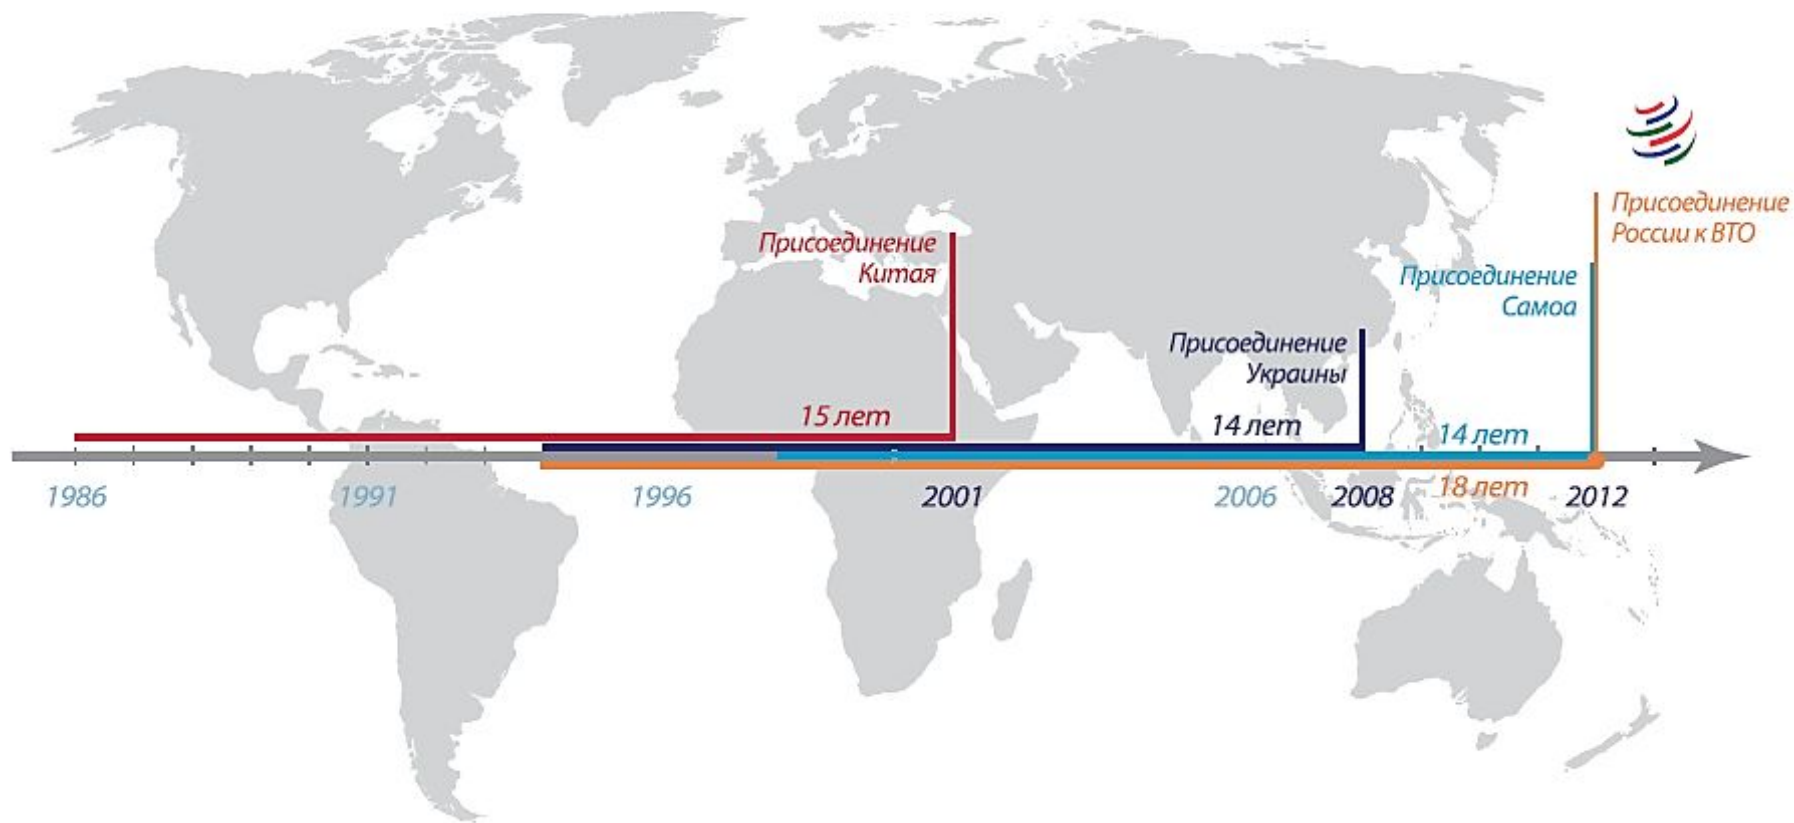 Присоединение
России к ВТО
Присоединение
Китая
Присоединение
Самоа
Присоединение
Украины
15 лет
14 лет
14 лет
1986
1991
1996
2001
2006
2008
18 лет
2012